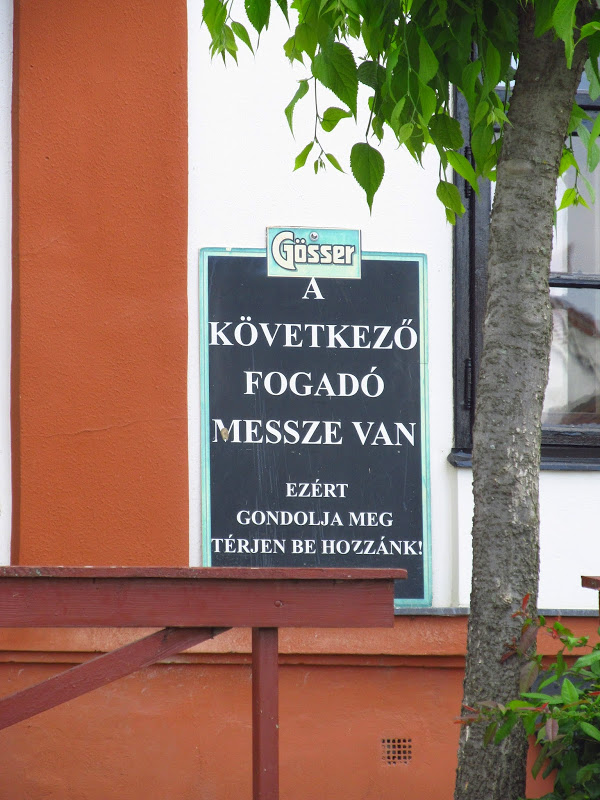 Gösser
A
KÖVETKEZŐ
FOGADÓ
MESSZE VAN
EZÉRT
GONDOLJA MEG
TÉRJEN BE HOZZÁNK!